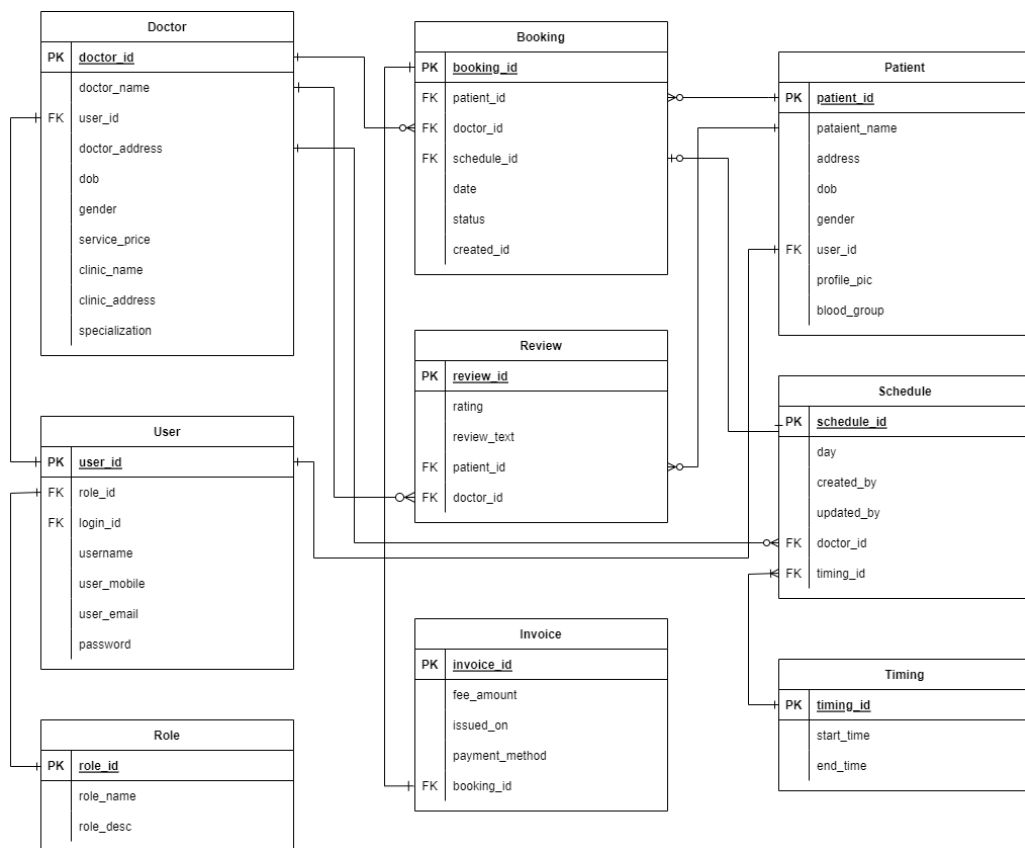 Doctor
PK doctor_id
doctor_name
FK user_id
doctor_address
dob
gender
service_price
clinic_name
clinic_address
specialization
Booking
PK booking_id
FK patient_id
FK doctor_id
FK schedule_id
date
status
created_id
Patient
PK patient_id
pataient_name
address
dob
gender
FK user_id
profile_pic
blood_group
Review
PK review_id
rating
review_text
FK patient_id
FK doctor_id
Schedule
PK schedule_id
day
created_by
updated_by
FK doctor_id
FK timing_id
User
PK user_id
FK role_id
FK login_id
username
user_mobile
user_email
password
Invoice
PK invoice_id
fee_amount
issued_on
payment_method
FK booking_id
Timing
PK timing_id
start_time
end_time
Role
PK role_id
role_name
role_desc